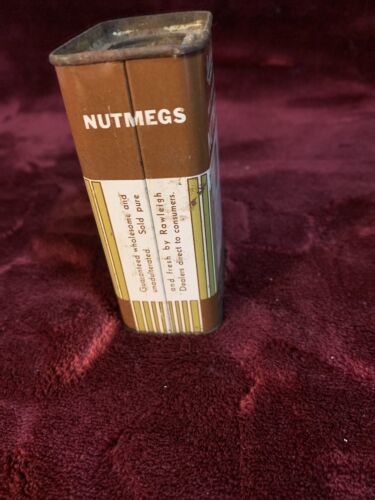 NUTMEGS
Guaranteed wholesome and
unadulterated. Sold pure
and fresh by Rawleigh
Dealers direct to consumers.